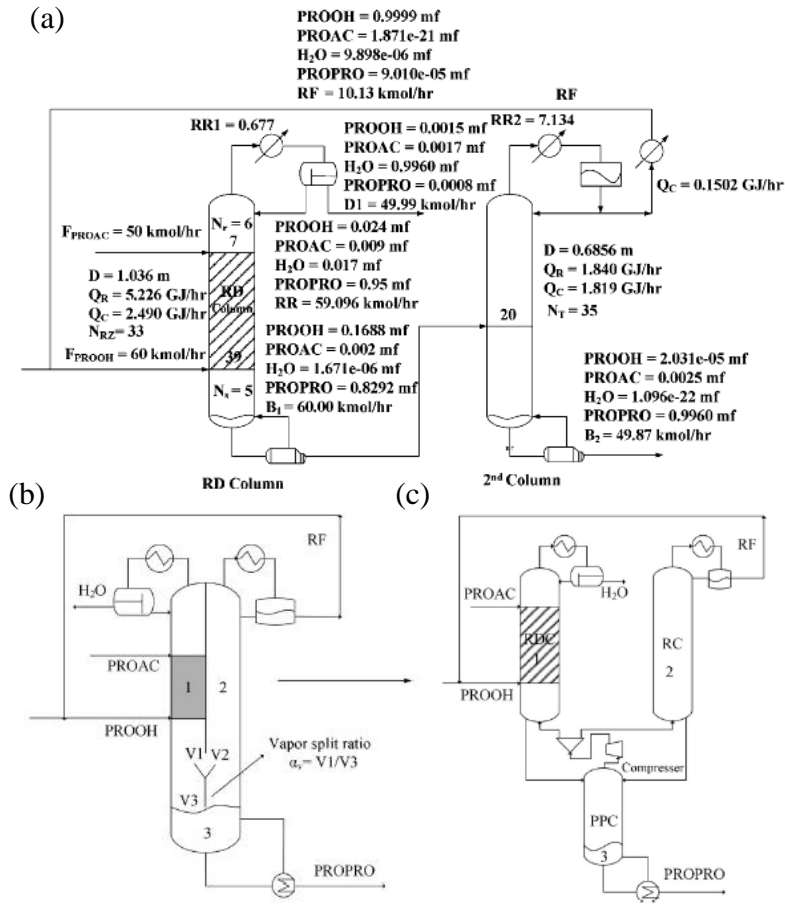 (a)
PROOH = 0.9999 mf
PROAC = 1.871e-21 mf
H₂O = 9.898e-06 mf
PROPRO = 9.010e-05 mf
RF = 10.13 kmol/hr
RF
RR1 = 0.677
PROOH = 0.0015 mf
PROAC = 0.0017 mf
H₂O = 0.9960 mf
PROPRO = 0.0008 mf
D1 = 49.99 kmol/hr
RR2 = 7.134
Q_C = 0.1502 GJ/hr
F_PROAC = 50 kmol/hr
N_r = 6
7
D = 1.036 m
Q_R = 5.226 GJ/hr
Q_C = 2.490 GJ/hr
N_RZ = 33
RD
Column
PROOH = 0.024 mf
PROAC = 0.009 mf
H₂O = 0.017 mf
PROPRO = 0.95 mf
RR = 59.096 kmol/hr
D = 0.6856 m
Q_R = 1.840 GJ/hr
Q_C = 1.819 GJ/hr
N_T = 35
20
F_PROOH = 60 kmol/hr
39
N_s = 5
PROOH = 0.1688 mf
PROAC = 0.002 mf
H₂O = 1.671e-06 mf
PROPRO = 0.8292 mf
B₁ = 60.00 kmol/hr
PROOH = 2.031e-05 mf
PROAC = 0.0025 mf
H₂O = 1.096e-22 mf
PROPRO = 0.9960 mf
B₂ = 49.87 kmol/hr
RD Column
2nd Column
(b)
RF
H₂O
PROAC
1
2
PROOH
V1
V2
Vapor split ratio
αᵥ = V1/V3
V3
3
PROPRO
(c)
RF
H₂O
PROAC
RDC
1
RC
2
PROOH
Compresser
PPC
3
PROPRO